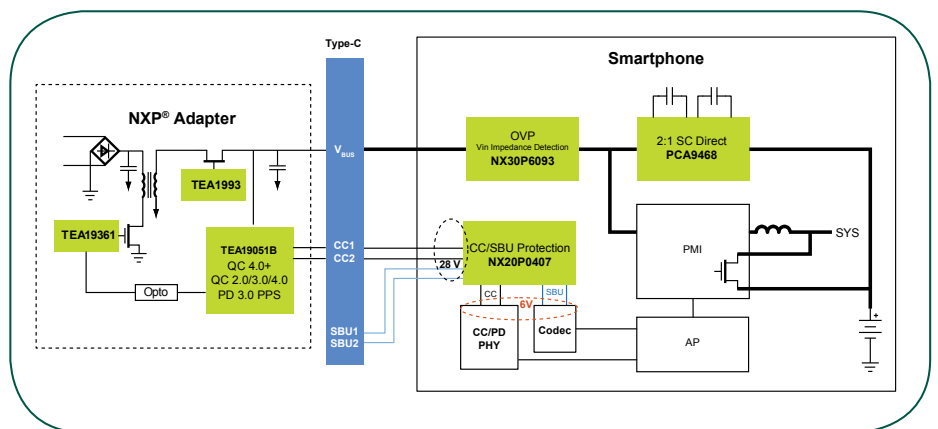 Type-C
Smartphone
NXP® Adapter
OVP
Vin Impedance Detection
NX30P6093
2:1 SC Direct
PCA9468
VBUS
TEA1993
TEA19361
TEA19051B
QC 4.0+
QC 2.0/3.0/4.0
PD 3.0 PPS
Opto
CC1
CC2
28 V
CC/SBU Protection
NX20P0407
PMI
SYS
CC
SBU
6V
CC/PD
PHY
Codec
AP
SBU1
SBU2
+